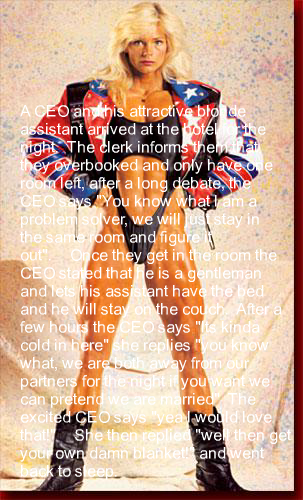 A CEO and his attractive blonde
assistant arrived at the hotel for the
night. The clerk informs them that
they overbooked and only have one
room left, after a long debate, the
CEO says "You know what I am a
problem solver, we will just stay in
the same room and figure it
out". Once they get in the room the
CEO stated that he is a gentleman
and lets his assistant have the bed
and he will stay on the couch. After a
few hours the CEO says "Its kinda
cold in here" she replies "you know
what, we are both away from our
partners for the night if you want we
can pretend we are married" The
excited CEO says "yea I would love
that!" She then replied "well then get
your own damn blanket!" and went
back to sleep.